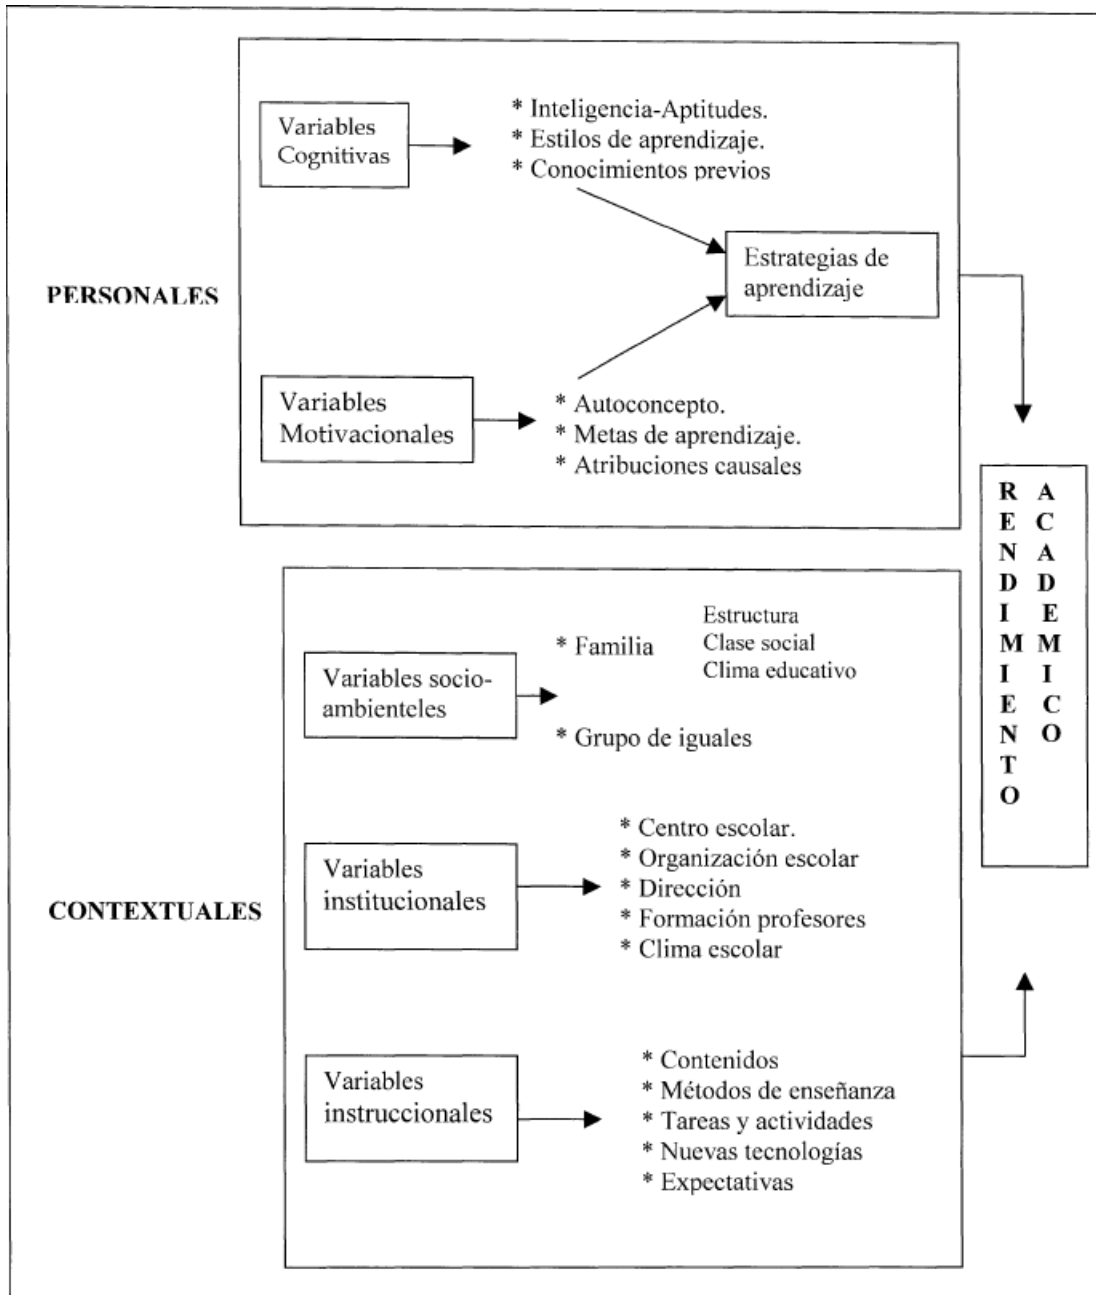 Variables
Cognitivas
* Inteligencia-Aptitudes.
* Estilos de aprendizaje.
* Conocimientos previos
Estrategias de
aprendizaje
PERSONALES
Variables
Motivacionales
* Autoconcepto.
* Metas de aprendizaje.
* Atribuciones causales
RENDIMIENTO
ACADEMICO
Variables socio-
ambienteles
* Familia
Estructura
Clase social
Clima educativo
* Grupo de iguales
CONTEXTUALES
Variables
institucionales
* Centro escolar.
* Organización escolar
* Dirección
* Formación profesores
* Clima escolar
Variables
instruccionales
* Contenidos
* Métodos de enseñanza
* Tareas y actividades
* Nuevas tecnologías
* Expectativas